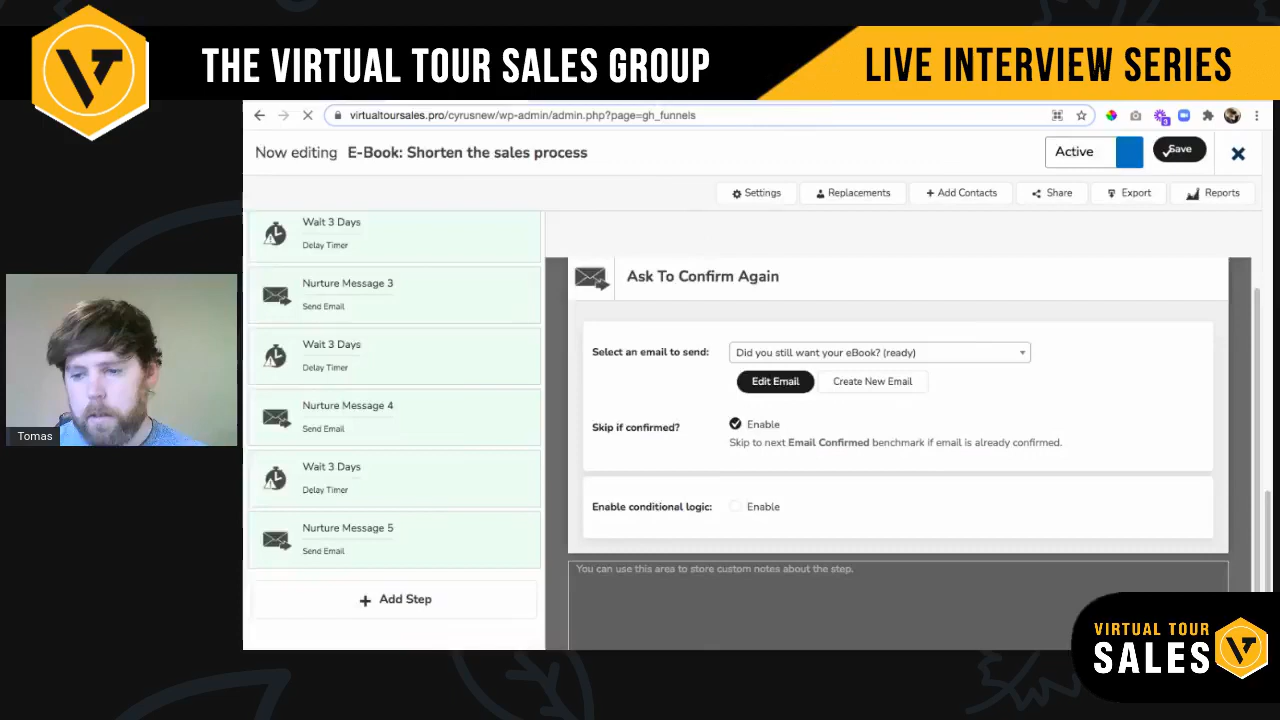 THE VIRTUAL TOUR SALES GROUP
LIVE INTERVIEW SERIES
virtualtoursales.pro/cyrusnew/wp-admin/admin.php?page=gh_funnels
3
Now editing E-Book: Shorten the sales process
Active
Save
Settings
Replacements
+ Add Contacts
Share
Export
Reports
Wait 3 Days
Delay Timer
Nurture Message 3
Send Email
Wait 3 Days
Delay Timer
Nurture Message 4
Send Email
Wait 3 Days
Delay Timer
Nurture Message 5
Send Email
+ Add Step
Ask To Confirm Again
Select an email to send: Did you still want your eBook? (ready)
Edit Email Create New Email
Skip if confirmed? Enable
Skip to next Email Confirmed benchmark if email is already confirmed.
Enable conditional logic: Enable
You can use this area to store custom notes about the step.
Tomas
VIRTUAL TOUR
SALES